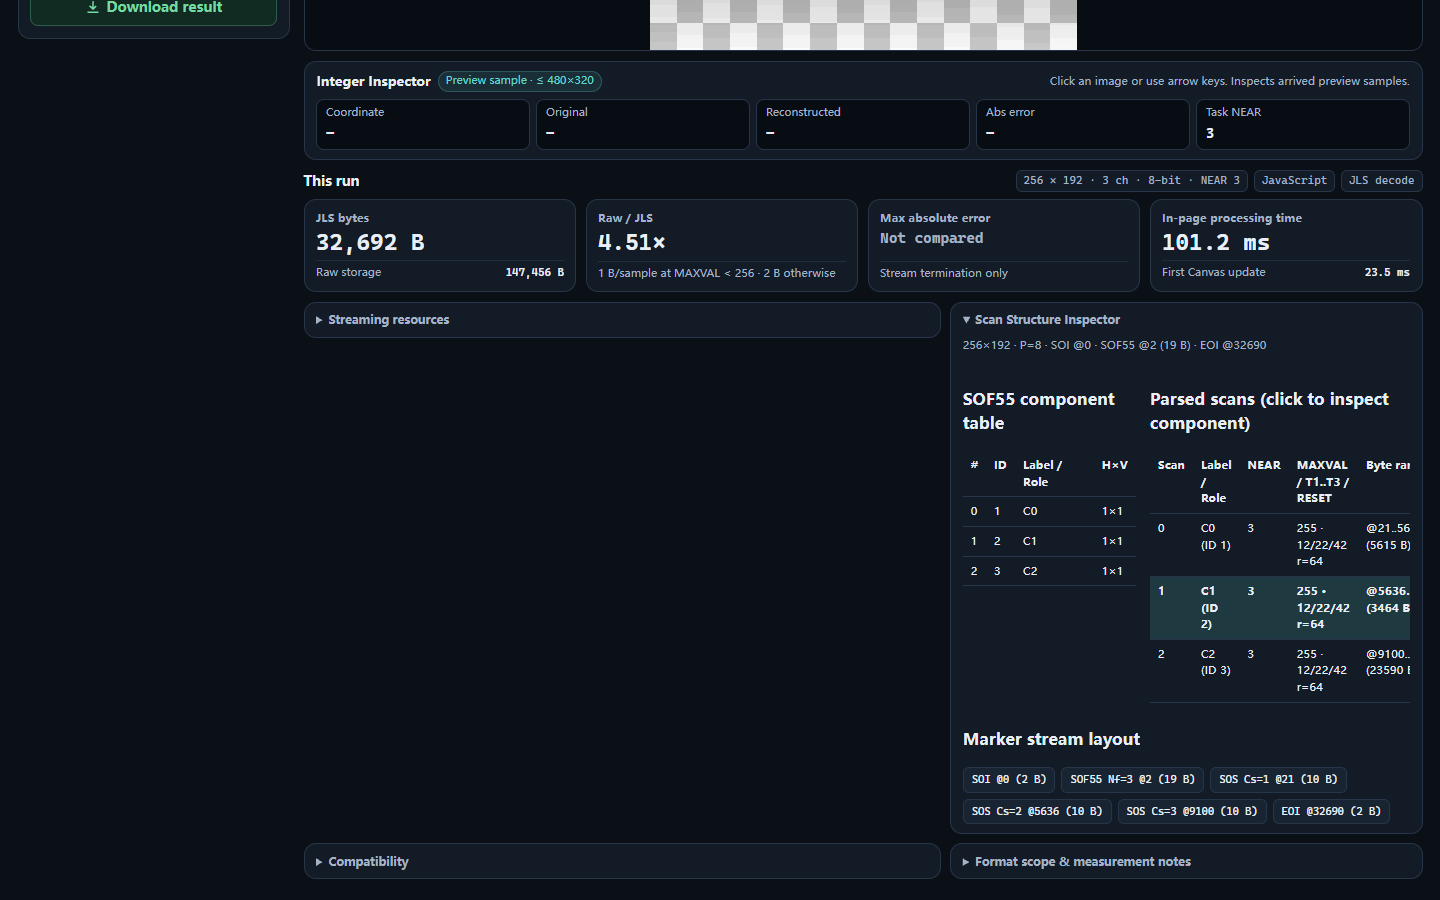 Download result
Integer Inspector
Preview sample · ≤ 480×320
Click an image or use arrow keys. Inspects arrived preview samples.
Coordinate
—
Original
—
Reconstructed
—
Abs error
—
Task NEAR
3
This run
256 × 192 · 3 ch · 8-bit · NEAR 3
JavaScript
JLS decode
JLS bytes
32,692 B
Raw storage 147,456 B
Raw / JLS
4.51×
1 B/sample at MAXVAL < 256 · 2 B otherwise
Max absolute error
Not compared
Stream termination only
In-page processing time
101.2 ms
First Canvas update 23.5 ms
▶ Streaming resources
▼ Scan Structure Inspector
256×192 · P=8 · SOI @0 · SOF55 @2 (19 B) · EOI @32690
SOF55 component
table
# ID Label / H×V
Role
0 1 C0 1×1
1 2 C1 1×1
2 3 C2 1×1
Parsed scans (click to inspect
component)
Scan Label NEAR MAXVAL Byte
/ / T1..T3 /
Role RESET
0 C0 3 255 · @21..56
(ID 1) 12/22/42 (5615 B)
r=64
1 C1 3 255 • @5636.
(ID 12/22/42 (3464 B
2) r=64
2 C2 3 255 · @9100..
(ID 3) 12/22/42 (23590
r=64
Marker stream layout
SOI @0 (2 B)
SOF55 Nf=3 @2 (19 B)
SOS Cs=1 @21 (10 B)
SOS Cs=2 @5636 (10 B)
SOS Cs=3 @9100 (10 B)
EOI @32690 (2 B)
▶ Compatibility
▶ Format scope & measurement notes